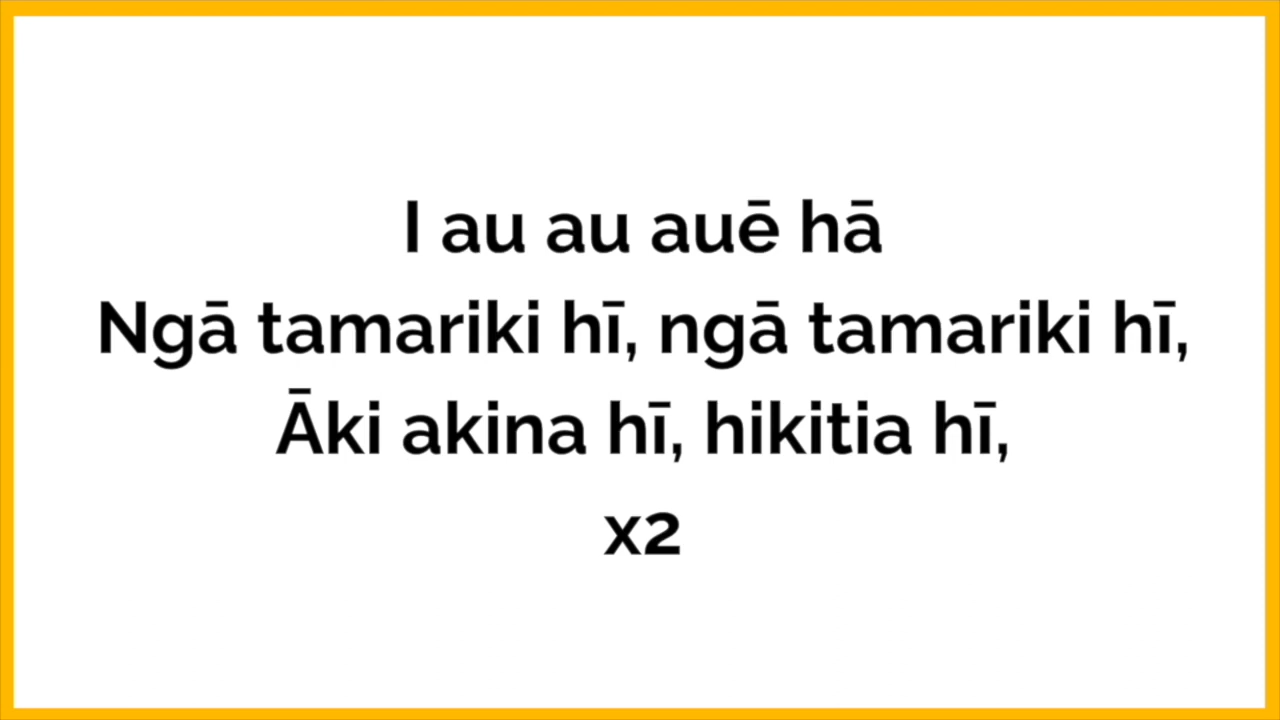 I au au auē hā
Ngā tamariki hī, ngā tamariki hī,
Āki akina hī, hikitia hī,
x2